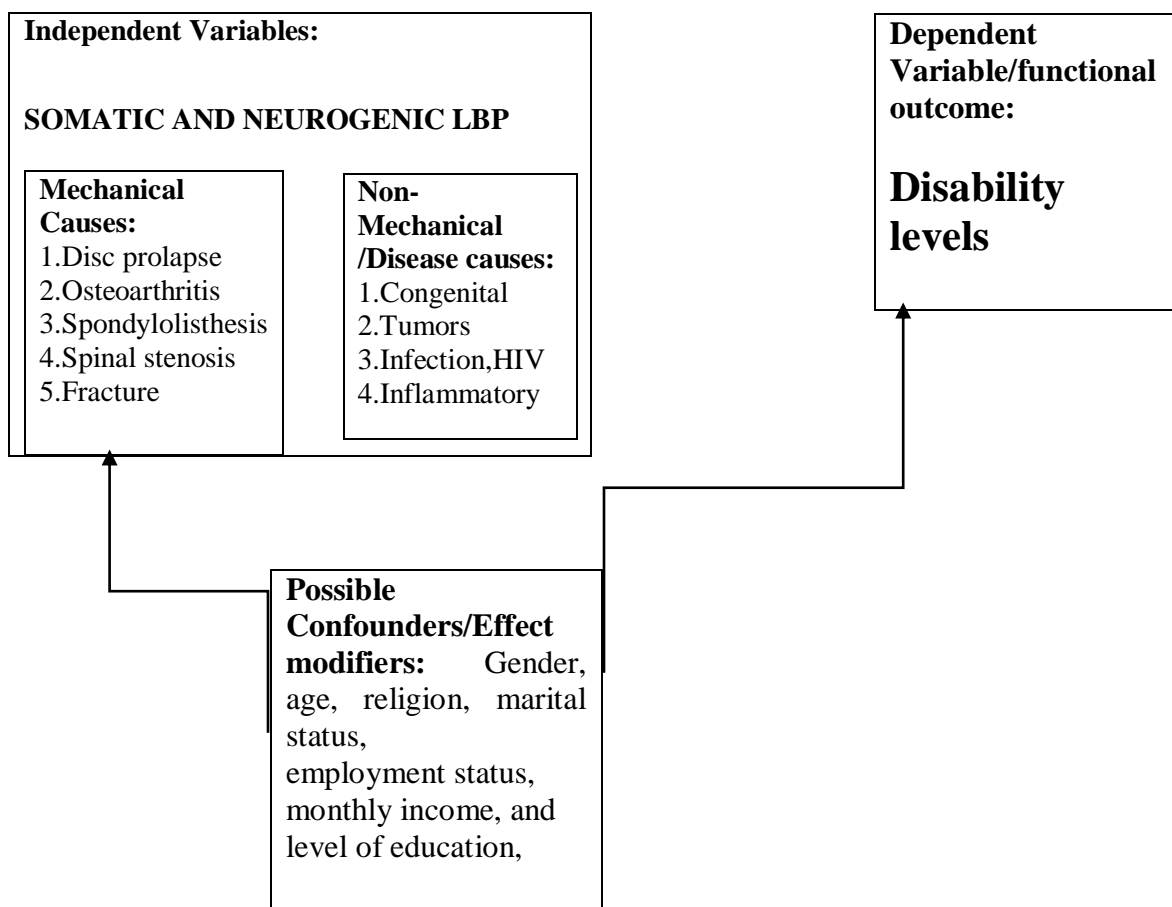 Independent Variables:
SOMATIC AND NEUROGENIC LBP
Mechanical
Causes:
1.Disc prolapse
2.Osteoarthritis
3.Spondylolisthesis
4.Spinal stenosis
5.Fracture
Non-
Mechanical
/Disease causes:
1.Congenital
2.Tumors
3.Infection,HIV
4.Inflammatory
Dependent
Variable/functional
outcome:
Disability
levels
Possible
Confounders/Effect
modifiers: Gender,
age, religion, marital
status,
employment status,
monthly income, and
level of education,